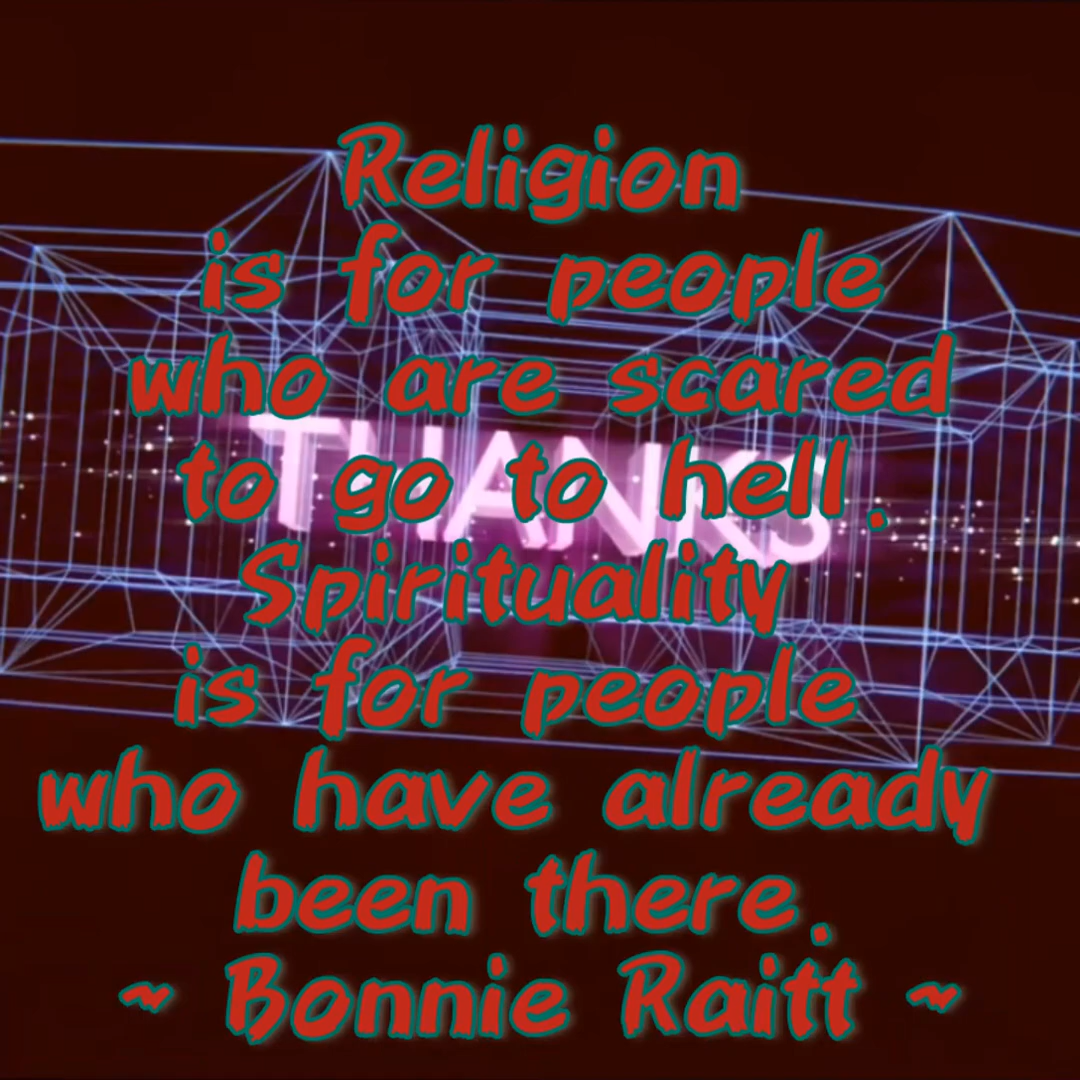 Religion
is for people
who are scared
to go to hell.
THANKS
Spirituality
is for people
who have already
been there.
~ Bonnie Raitt ~